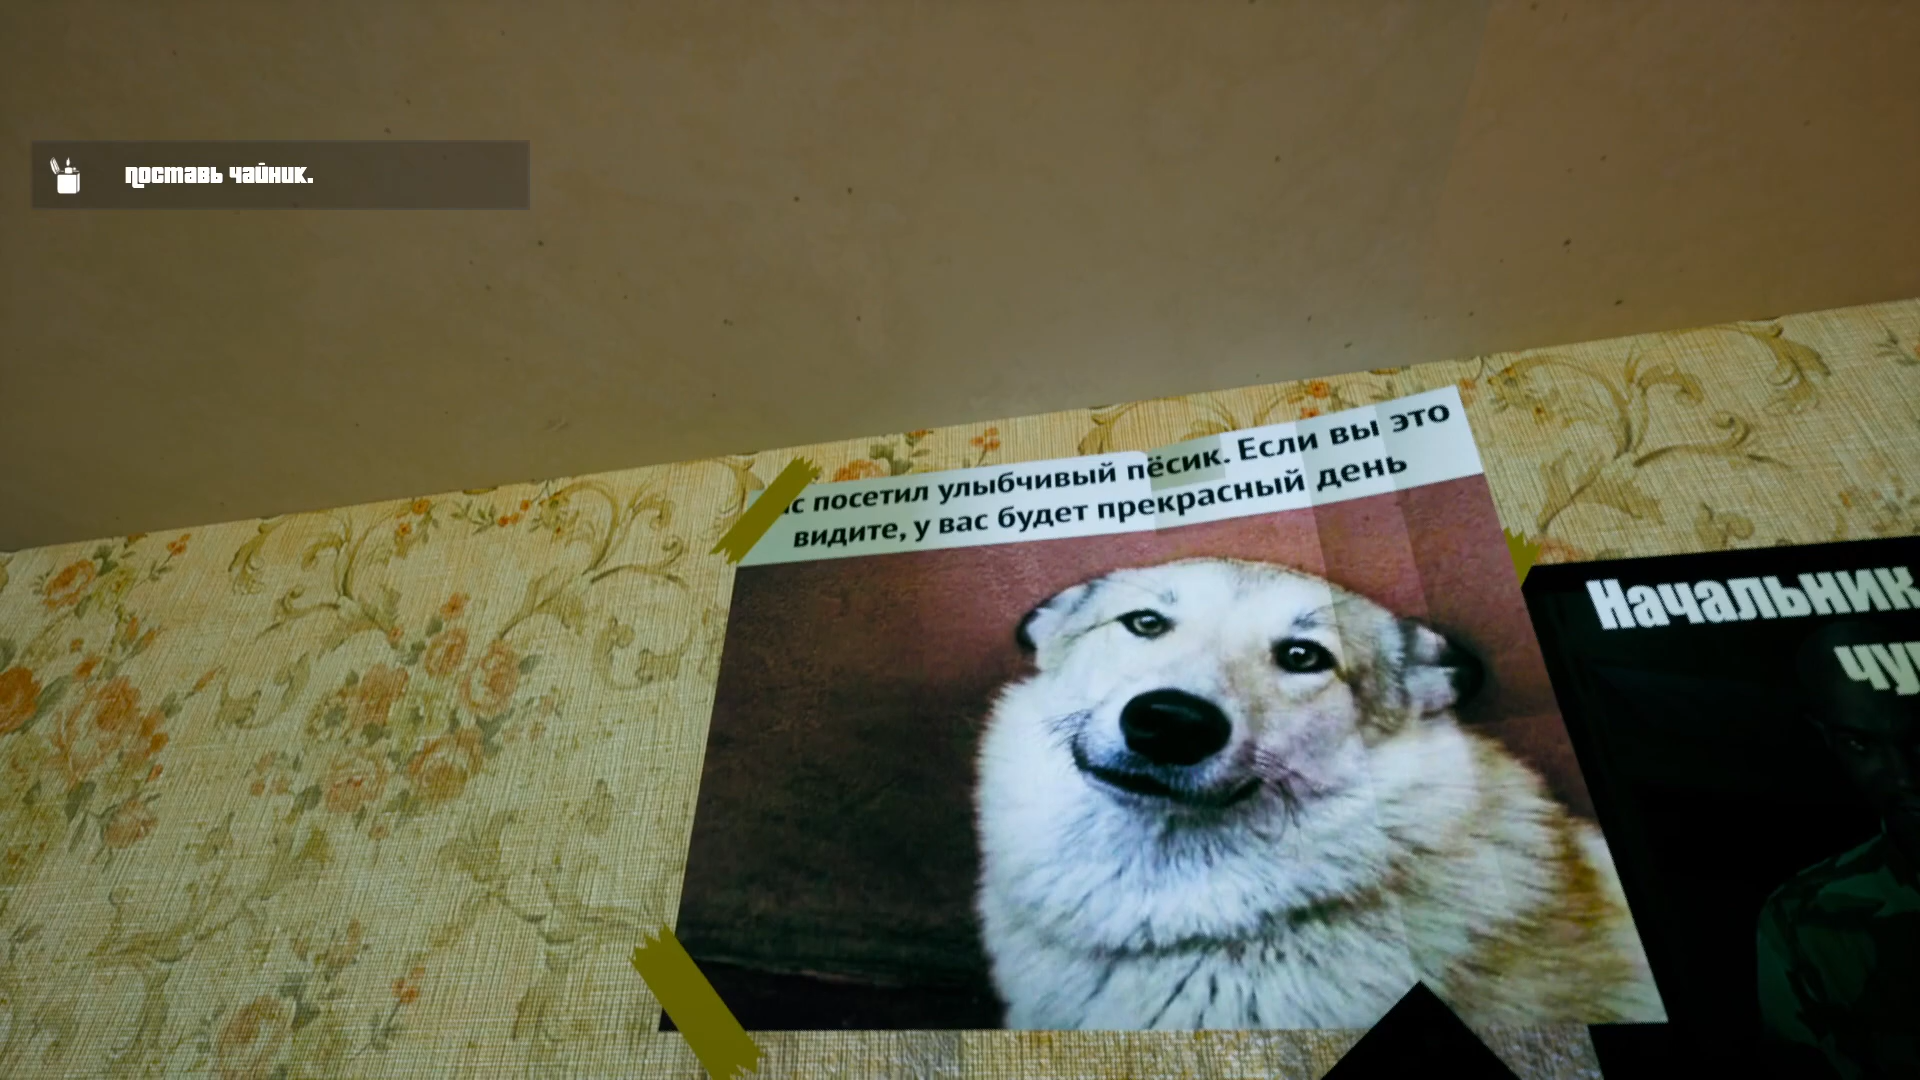 поставь чайник.
посетил улыбчивый пёсик. Если вы это
видите, у вас будет прекрасный день
Начальник